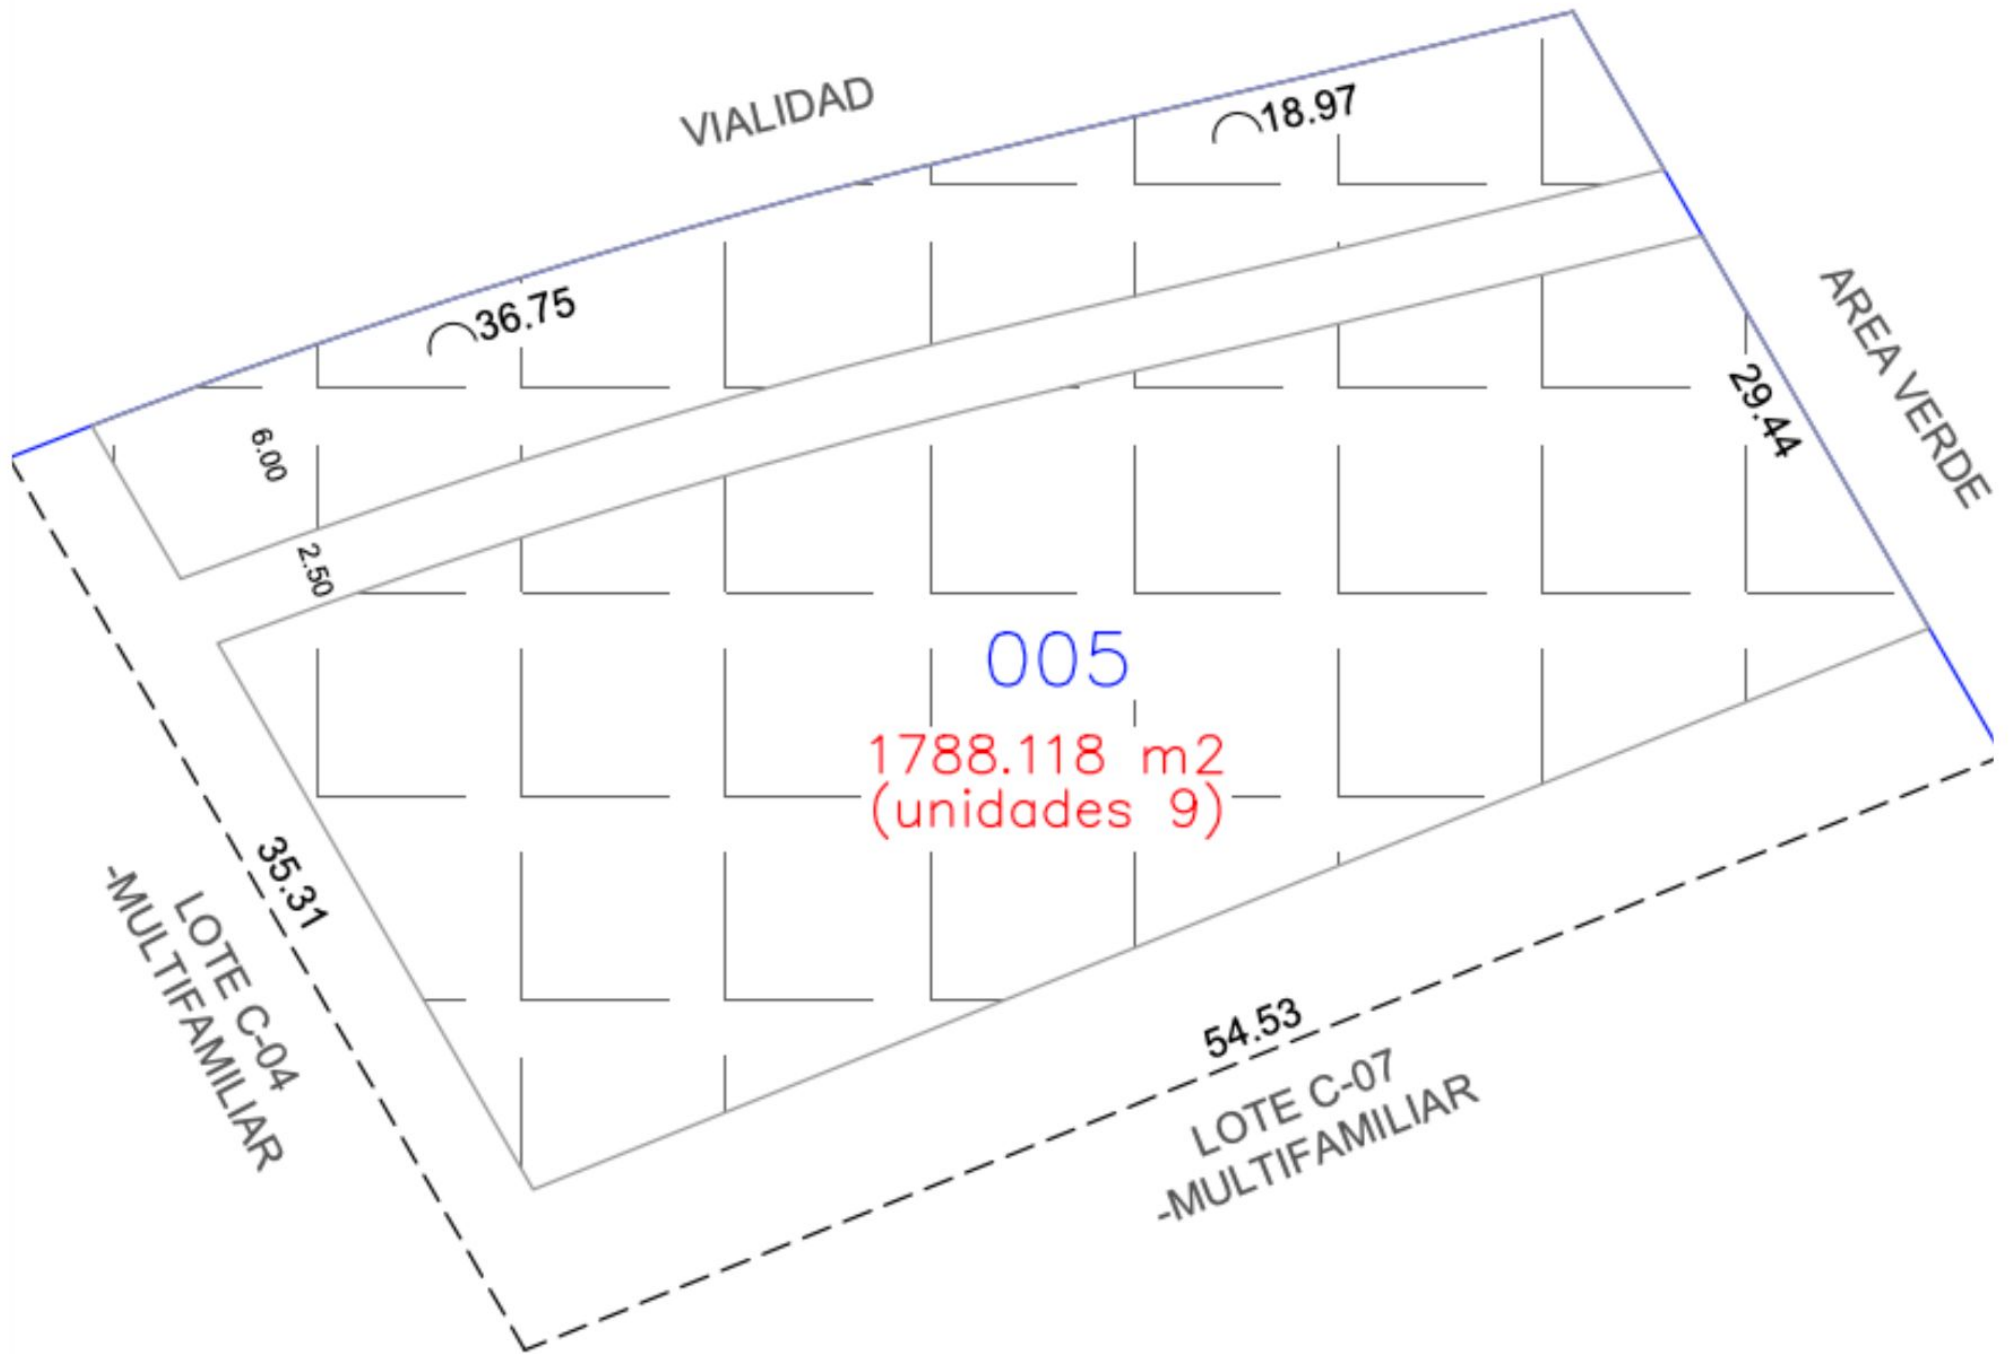 VIALIDAD
18.97
36.75
6.00
2.50
AREA VERDE
29.44
005
1788.118 m2
(unidades 9)
35.31
LOTE C-04
-MULTIFAMILIAR
54.53
LOTE C-07
-MULTIFAMILIAR